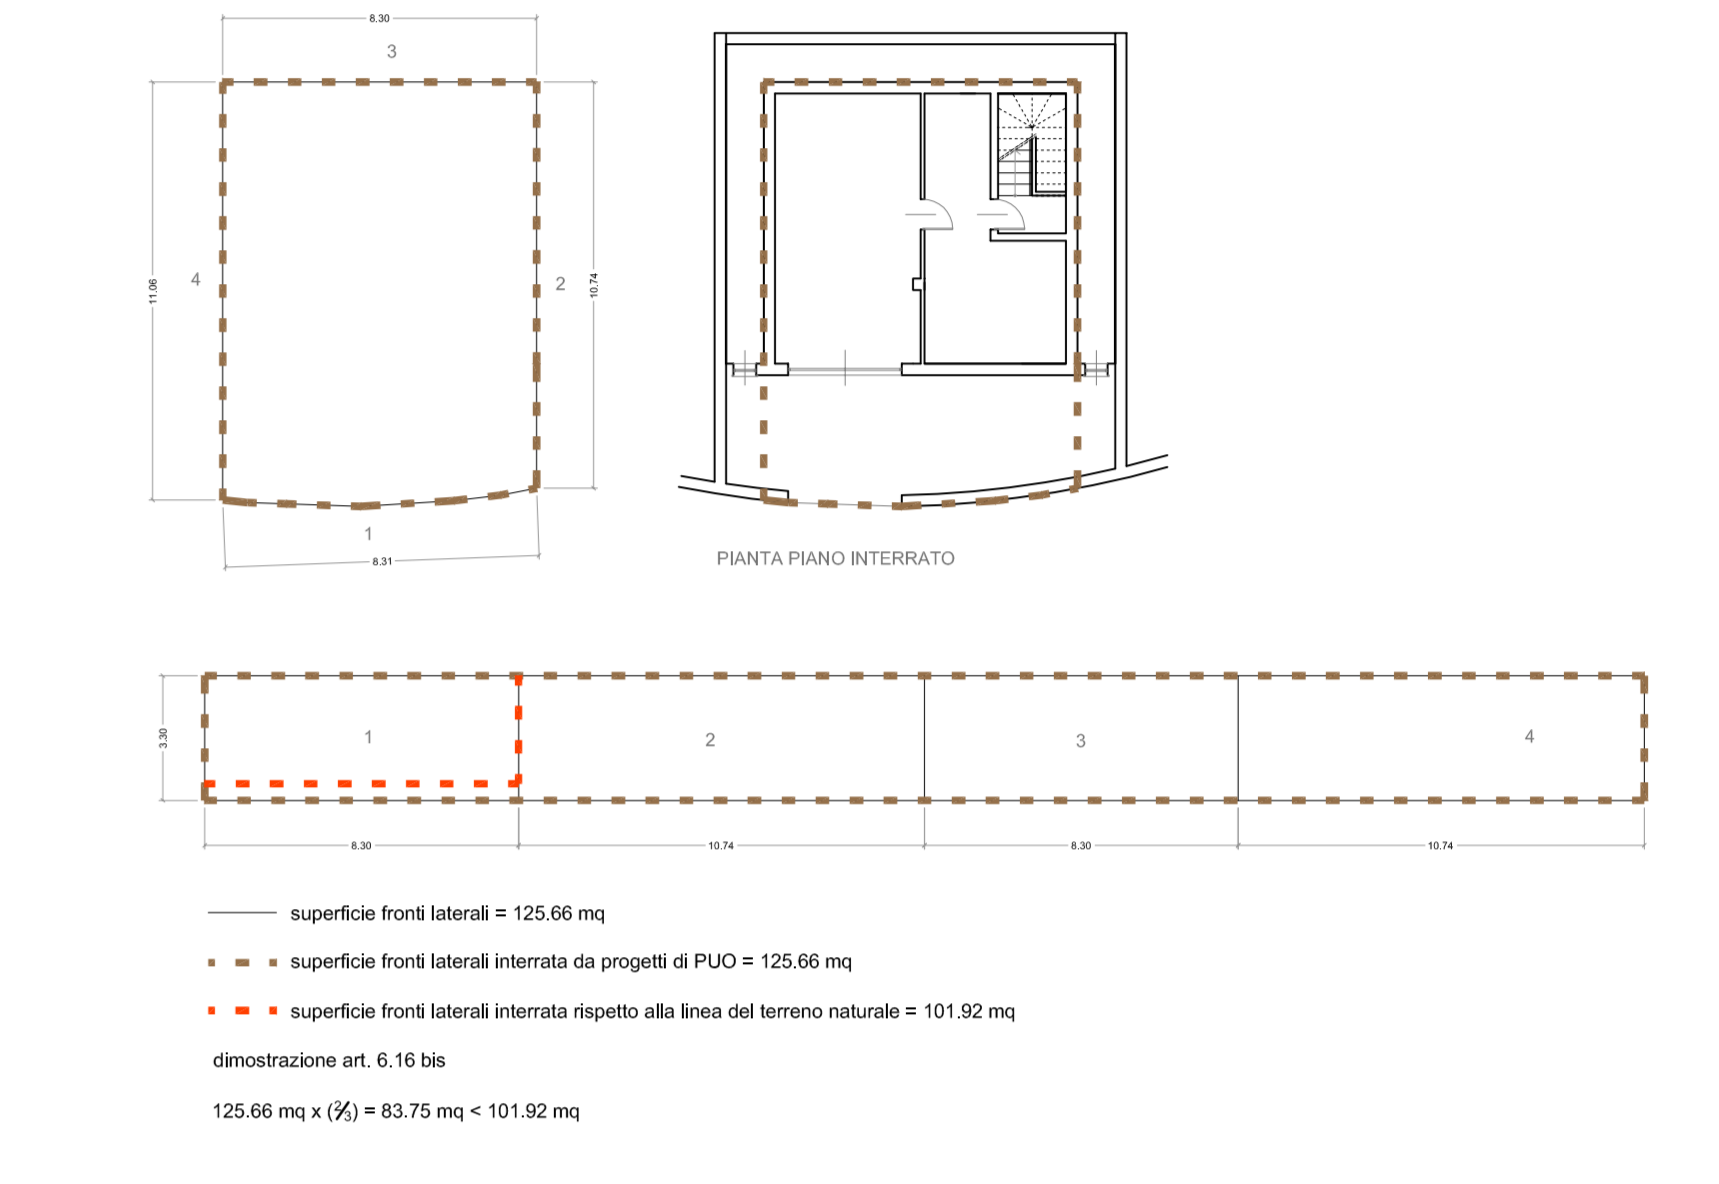 8.30
3
11.06
4
2
10.74
1
8.31
PIANTA PIANO INTERRATO
3.30
1
2
3
4
8.30
10.74
8.30
10.74
superficie fronti laterali = 125.66 mq
superficie fronti laterali interrata da progetti di PUO = 125.66 mq
superficie fronti laterali interrata rispetto alla linea del terreno naturale = 101.92 mq
dimostrazione art. 6.16 bis
125.66 mq x (⅔) = 83.75 mq < 101.92 mq